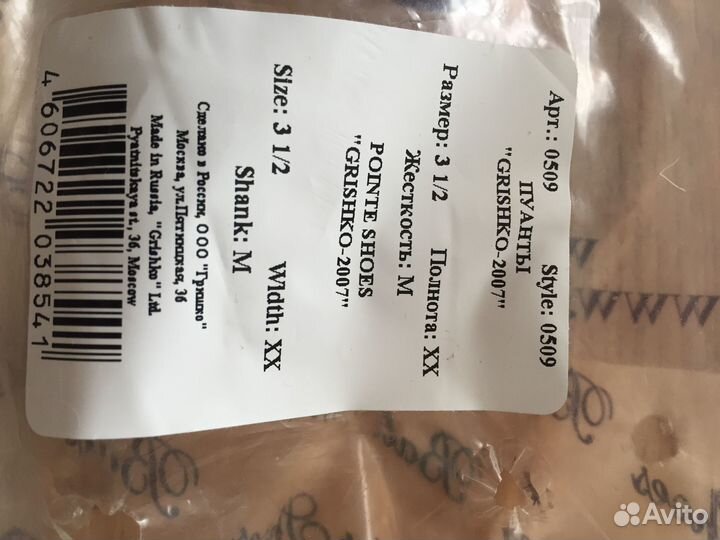 Арт.: 0509 Style: 0509
ПУАНТЫ
"GRISHKO-2007"
Размер: 3 1/2 Полнота: XX
Жесткость: M
POINTE SHOES
"GRISHKO-2007"
Size: 3 1/2 Width: XX
Shank: M
Сделано в России, ООО "Гришко"
Москва, ул.Пятницкая, 36
Made in Russia, "Grishko" Ltd.
Pyatnitskaya st., 36, Moscow
4 606722 038541
Avito